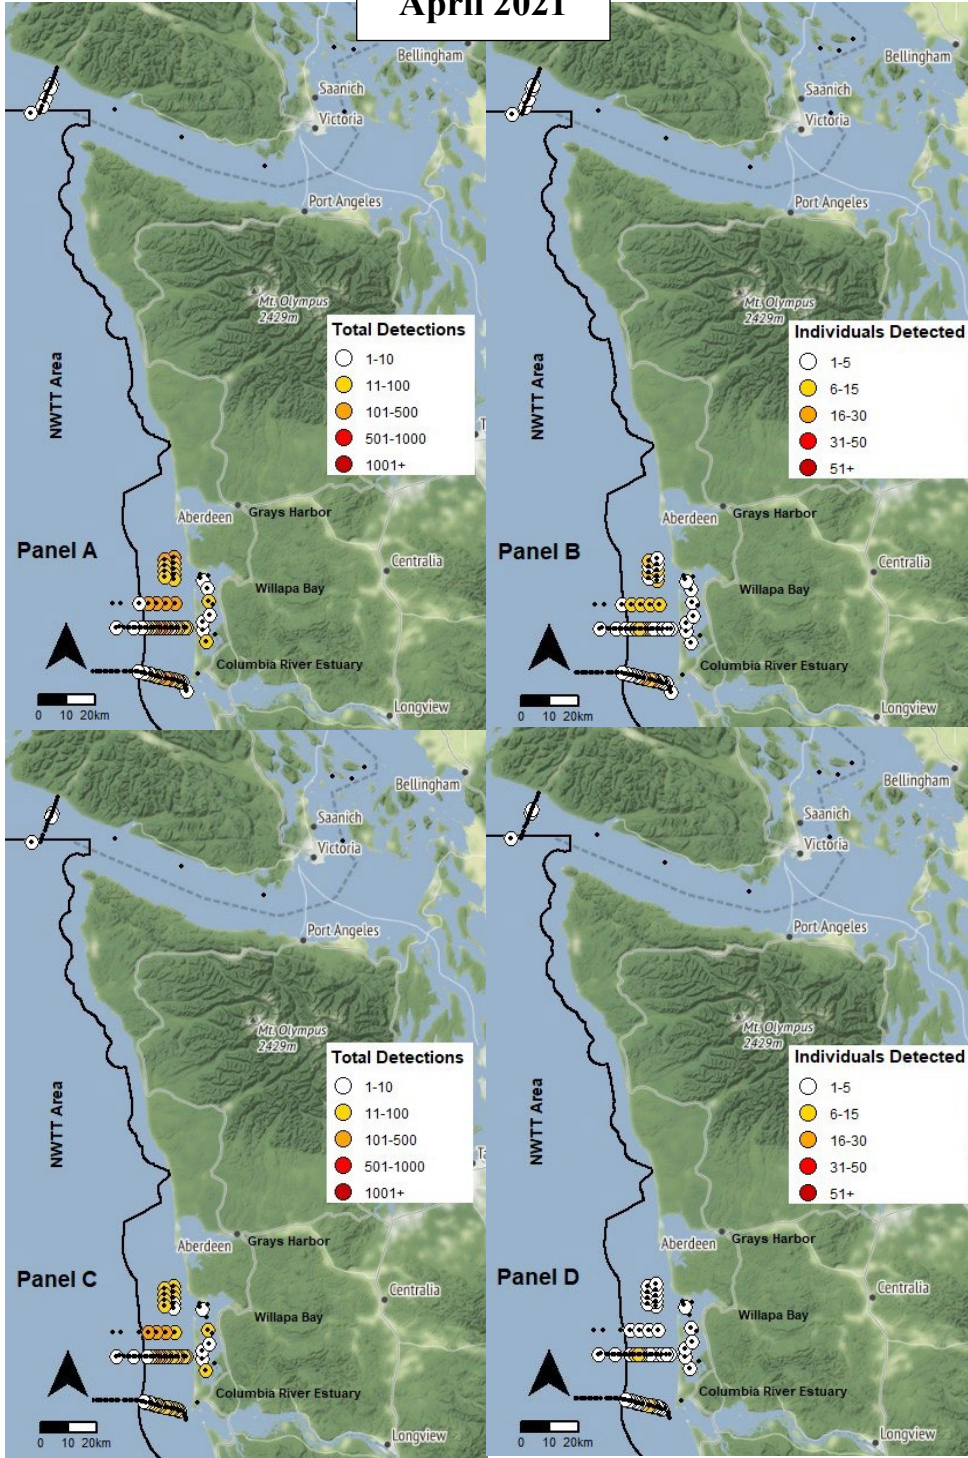 April 2021
Bellingham
Saanich
Victoria
Port Angeles
Mt. Olympus
2429m
Total Detections
1-10
11-100
101-500
501-1000
1001+
NWTT Area
Aberdeen
Grays Harbor
Panel A
Centralia
Willapa Bay
Columbia River Estuary
0 10 20km
Longview
Bellingham
Saanich
Victoria
Port Angeles
Mt. Olympus
2429m
Individuals Detected
1-5
6-15
16-30
31-50
51+
NWTT Area
Aberdeen
Grays Harbor
Panel B
Centralia
Willapa Bay
Columbia River Estuary
0 10 20km
Longview
Bellingham
Saanich
Victoria
Port Angeles
Mt. Olympus
2429m
Total Detections
1-10
11-100
101-500
501-1000
1001+
NWTT Area
Aberdeen
Grays Harbor
Panel C
Centralia
Willapa Bay
Columbia River Estuary
0 10 20km
Longview
Bellingham
Saanich
Victoria
Port Angeles
Mt. Olympus
2429m
Individuals Detected
1-5
6-15
16-30
31-50
51+
NWTT Area
Aberdeen
Grays Harbor
Panel D
Centralia
Willapa Bay
Columbia River Estuary
0 10 20km
Longview